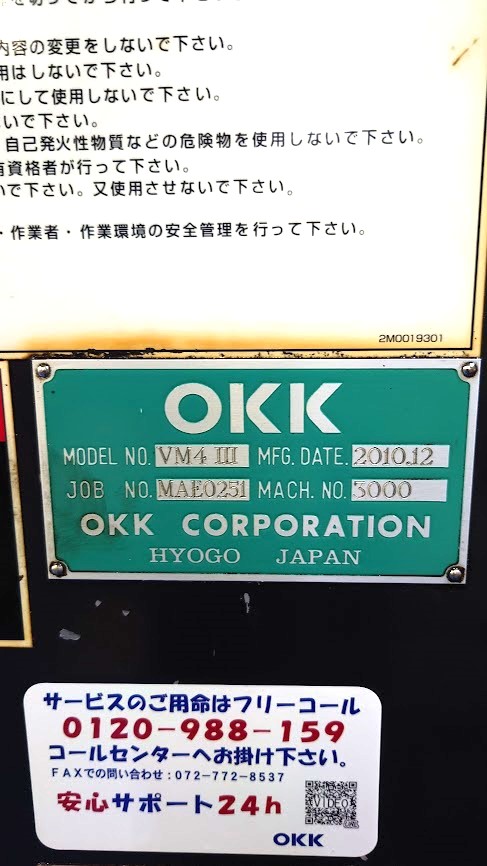 内容の変更をしないで下さい。
用はしないで下さい。
にして使用しないで下さい。
いで下さい。
自己発火性物質などの危険物を使用しないで下さい。
有資格者が行って下さい。
いで下さい。又使用させないで下さい。
・作業者・作業環境の安全管理を行って下さい。
2M0019301
OKK
MODEL NO. VM4 III MFG. DATE. 2010.12
JOB NO. MAE0251 MACH. NO. 5000
OKK CORPORATION
HYOGO JAPAN
サービスのご用命はフリーコール
0120-988-159
コールセンターへお掛け下さい。
FAXでの問い合わせ:072-772-8537
安心サポート24h
VIDEO
OKK